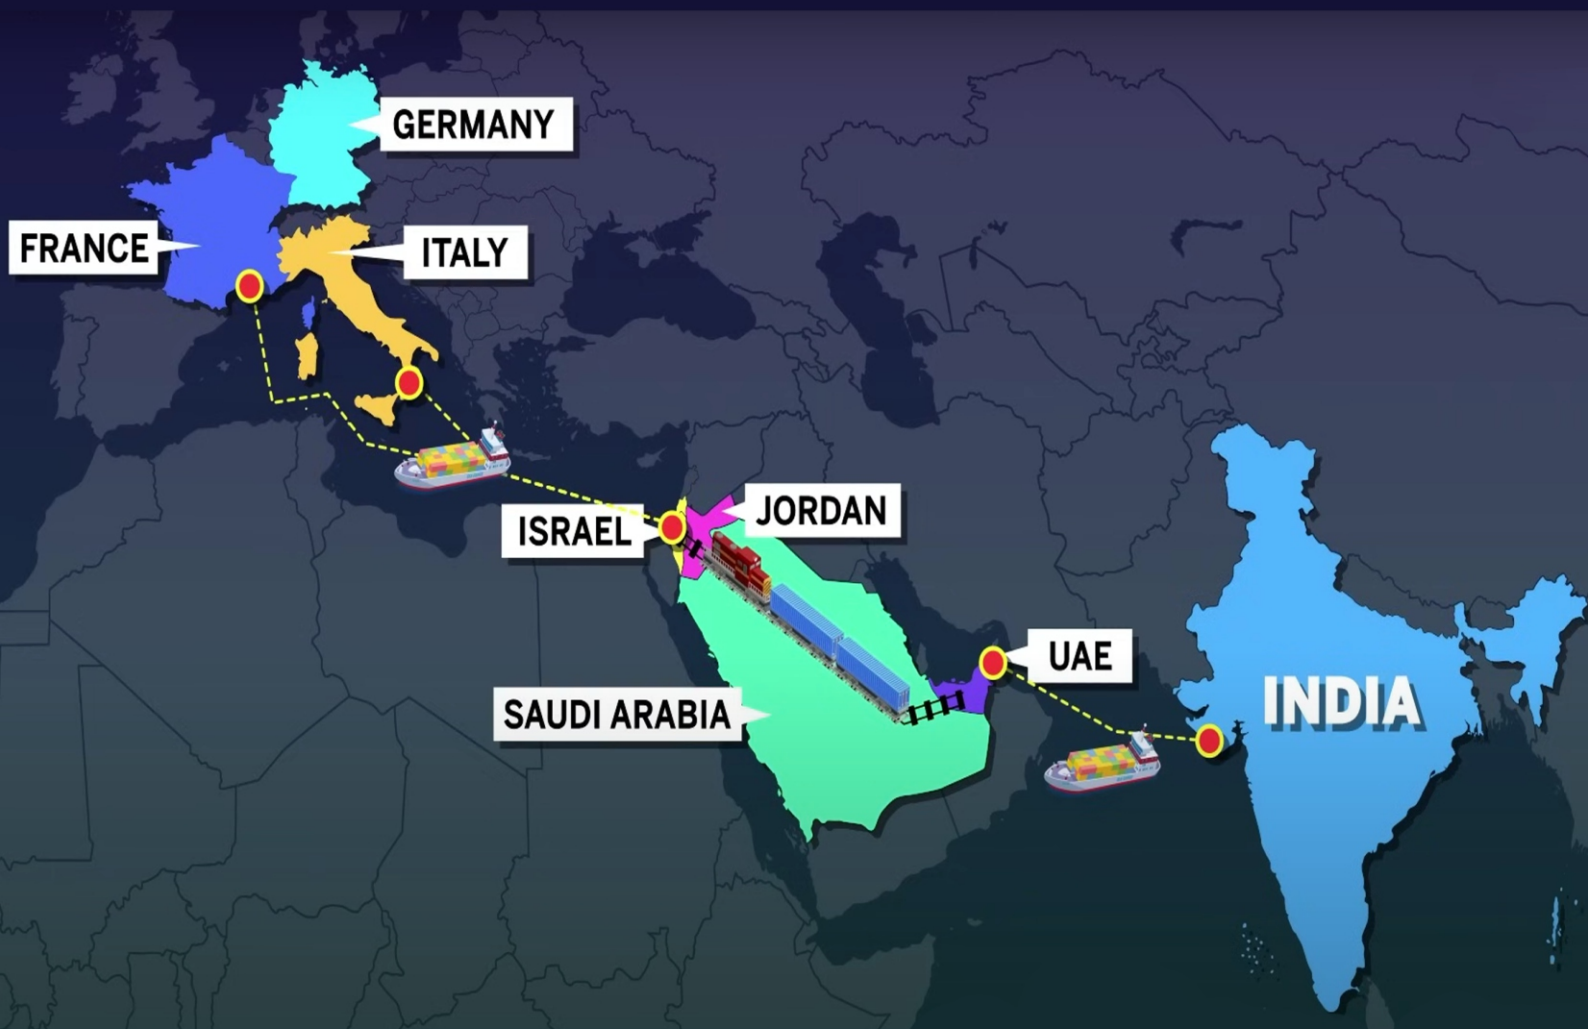 GERMANY
FRANCE
ITALY
ISRAEL
JORDAN
UAE
SAUDI ARABIA
INDIA